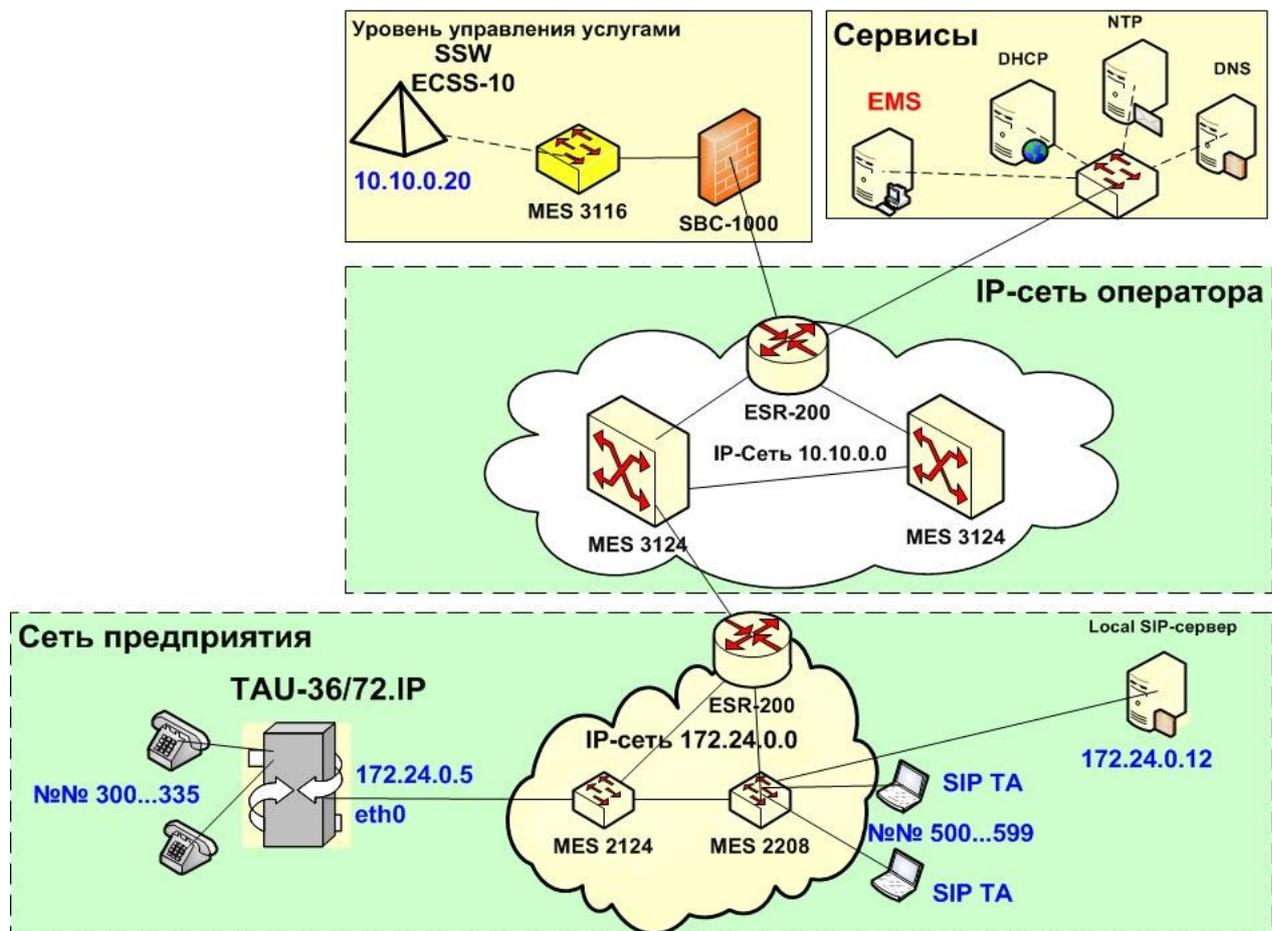 Уровень управления услугами
SSW
ECSS-10
10.10.0.20
MES 3116
SBC-1000
Сервисы
NTP
DHCP
DNS
EMS
IP-сеть оператора
ESR-200
IP-Сеть 10.10.0.0
MES 3124
MES 3124
Сеть предприятия
Local SIP-сервер
TAU-36/72.IP
ESR-200
IP-сеть 172.24.0.0
172.24.0.12
172.24.0.5
№№ 300...335
eth0
SIP TA
№№ 500...599
MES 2124
MES 2208
SIP TA